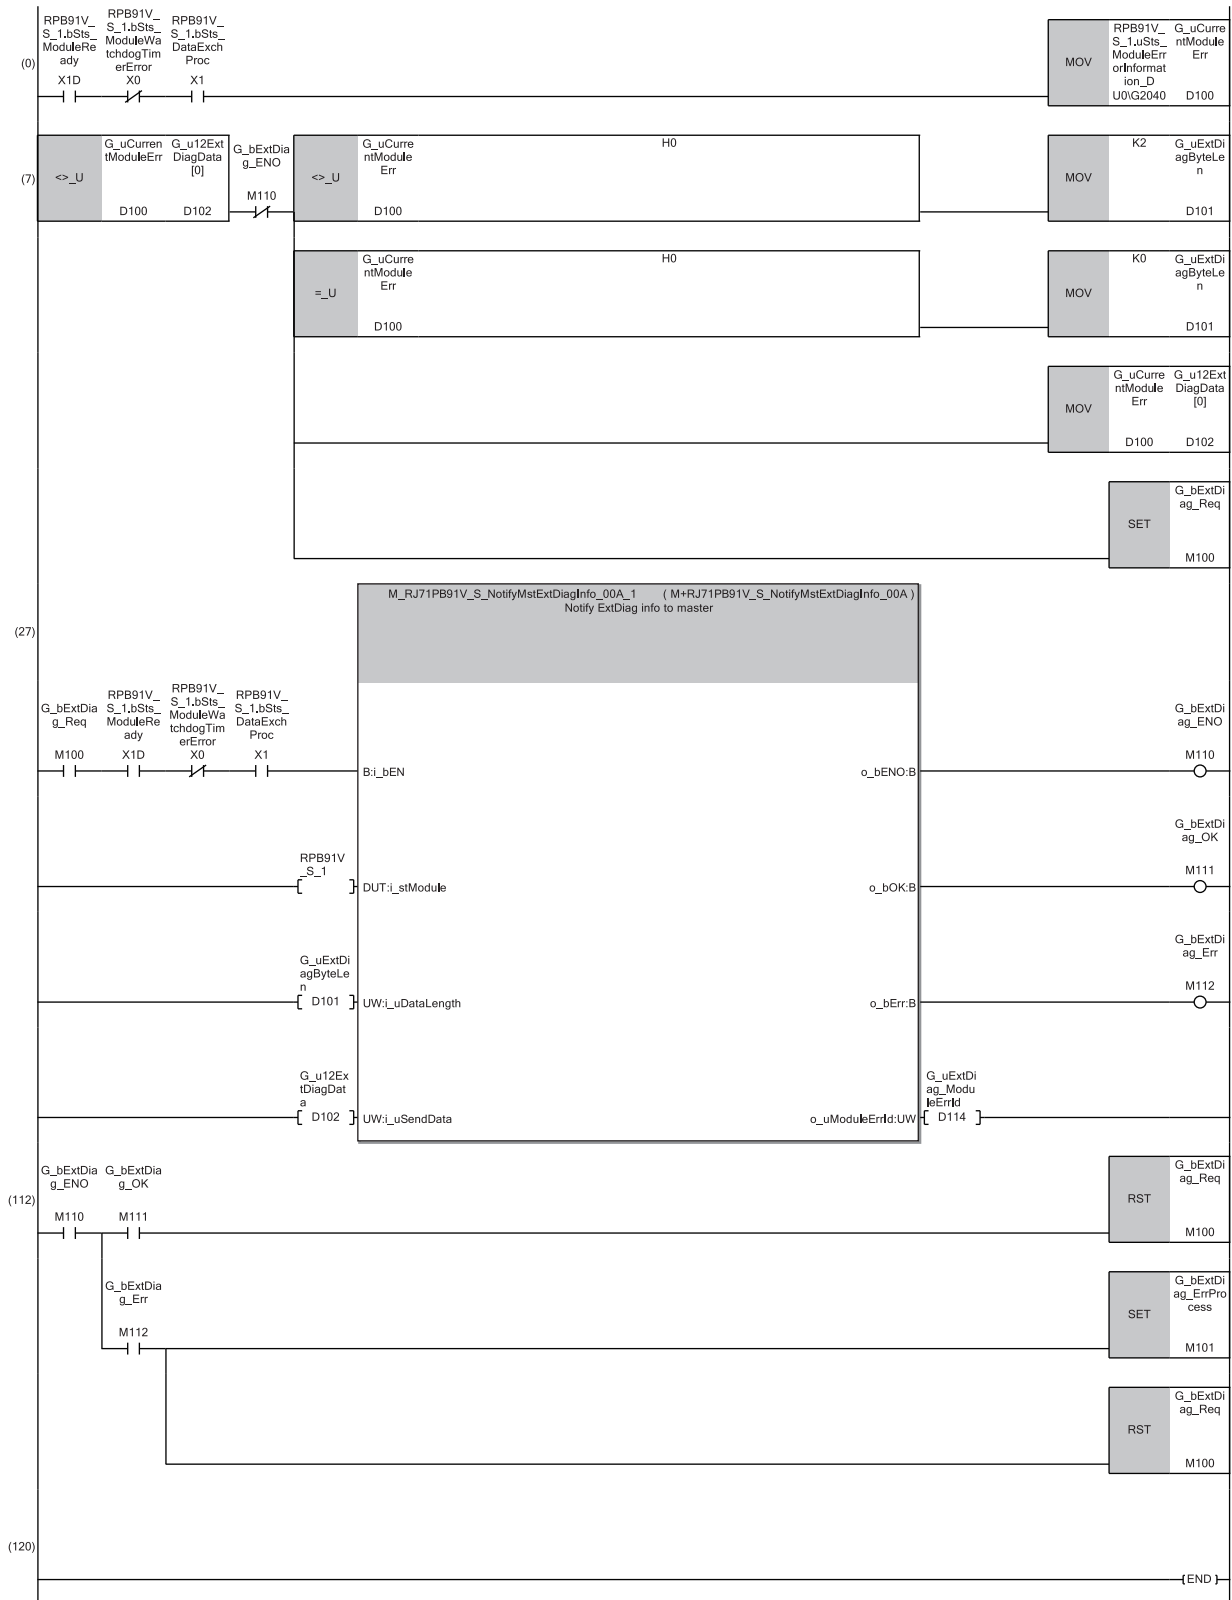 RPB91V_
S_1.bSts_
ModuleRe
ady
X1D
RPB91V_
S_1.bSts_
ModuleWa
tchdogTim
erError
X0
RPB91V_
S_1.bSts_
DataExch
Proc
X1
(0)
MOV
RPB91V_
S_1.uSts_
ModuleErr
orInformat
ion_D
U0\G2040
G_uCurre
ntModule
Err
D100
(7)
<>_U
G_uCurren
tModuleErr
D100
G_u12Ext
DiagData
[0]
D102
G_bExtDia
g_ENO
M110
<>_U
G_uCurre
ntModule
Err
D100
H0
MOV
K2
G_uExtDi
agByteLe
n
D101
=_U
G_uCurre
ntModule
Err
D100
H0
MOV
K0
G_uExtDi
agByteLe
n
D101
MOV
G_uCurre
ntModule
Err
D100
G_u12Ext
DiagData
[0]
D102
SET
G_bExtDi
ag_Req
M100
(27)
M_RJ71PB91V_S_NotifyMstExtDiagInfo_00A_1 ( M+RJ71PB91V_S_NotifyMstExtDiagInfo_00A )
Notify ExtDiag info to master
G_bExtDia
g_Req
M100
RPB91V_
S_1.bSts_
ModuleRe
ady
X1D
RPB91V_
S_1.bSts_
ModuleWa
tchdogTim
erError
X0
RPB91V_
S_1.bSts_
DataExch
Proc
X1
B:i_bEN
o_bENO:B
G_bExtDi
ag_ENO
M110
RPB91V
_S_1
DUT:i_stModule
o_bOK:B
G_bExtDi
ag_OK
M111
G_uExtDi
agByteLe
n
D101
UW:i_uDataLength
o_bErr:B
G_bExtDi
ag_Err
M112
G_u12Ex
tDiagDat
a
D102
UW:i_uSendData
o_uModuleErrId:UW
G_uExtDi
ag_Modu
leErrId
D114
(112)
G_bExtDia
g_ENO
M110
G_bExtDia
g_OK
M111
RST
G_bExtDi
ag_Req
M100
G_bExtDia
g_Err
M112
SET
G_bExtDi
ag_ErrPro
cess
M101
RST
G_bExtDi
ag_Req
M100
(120)
END